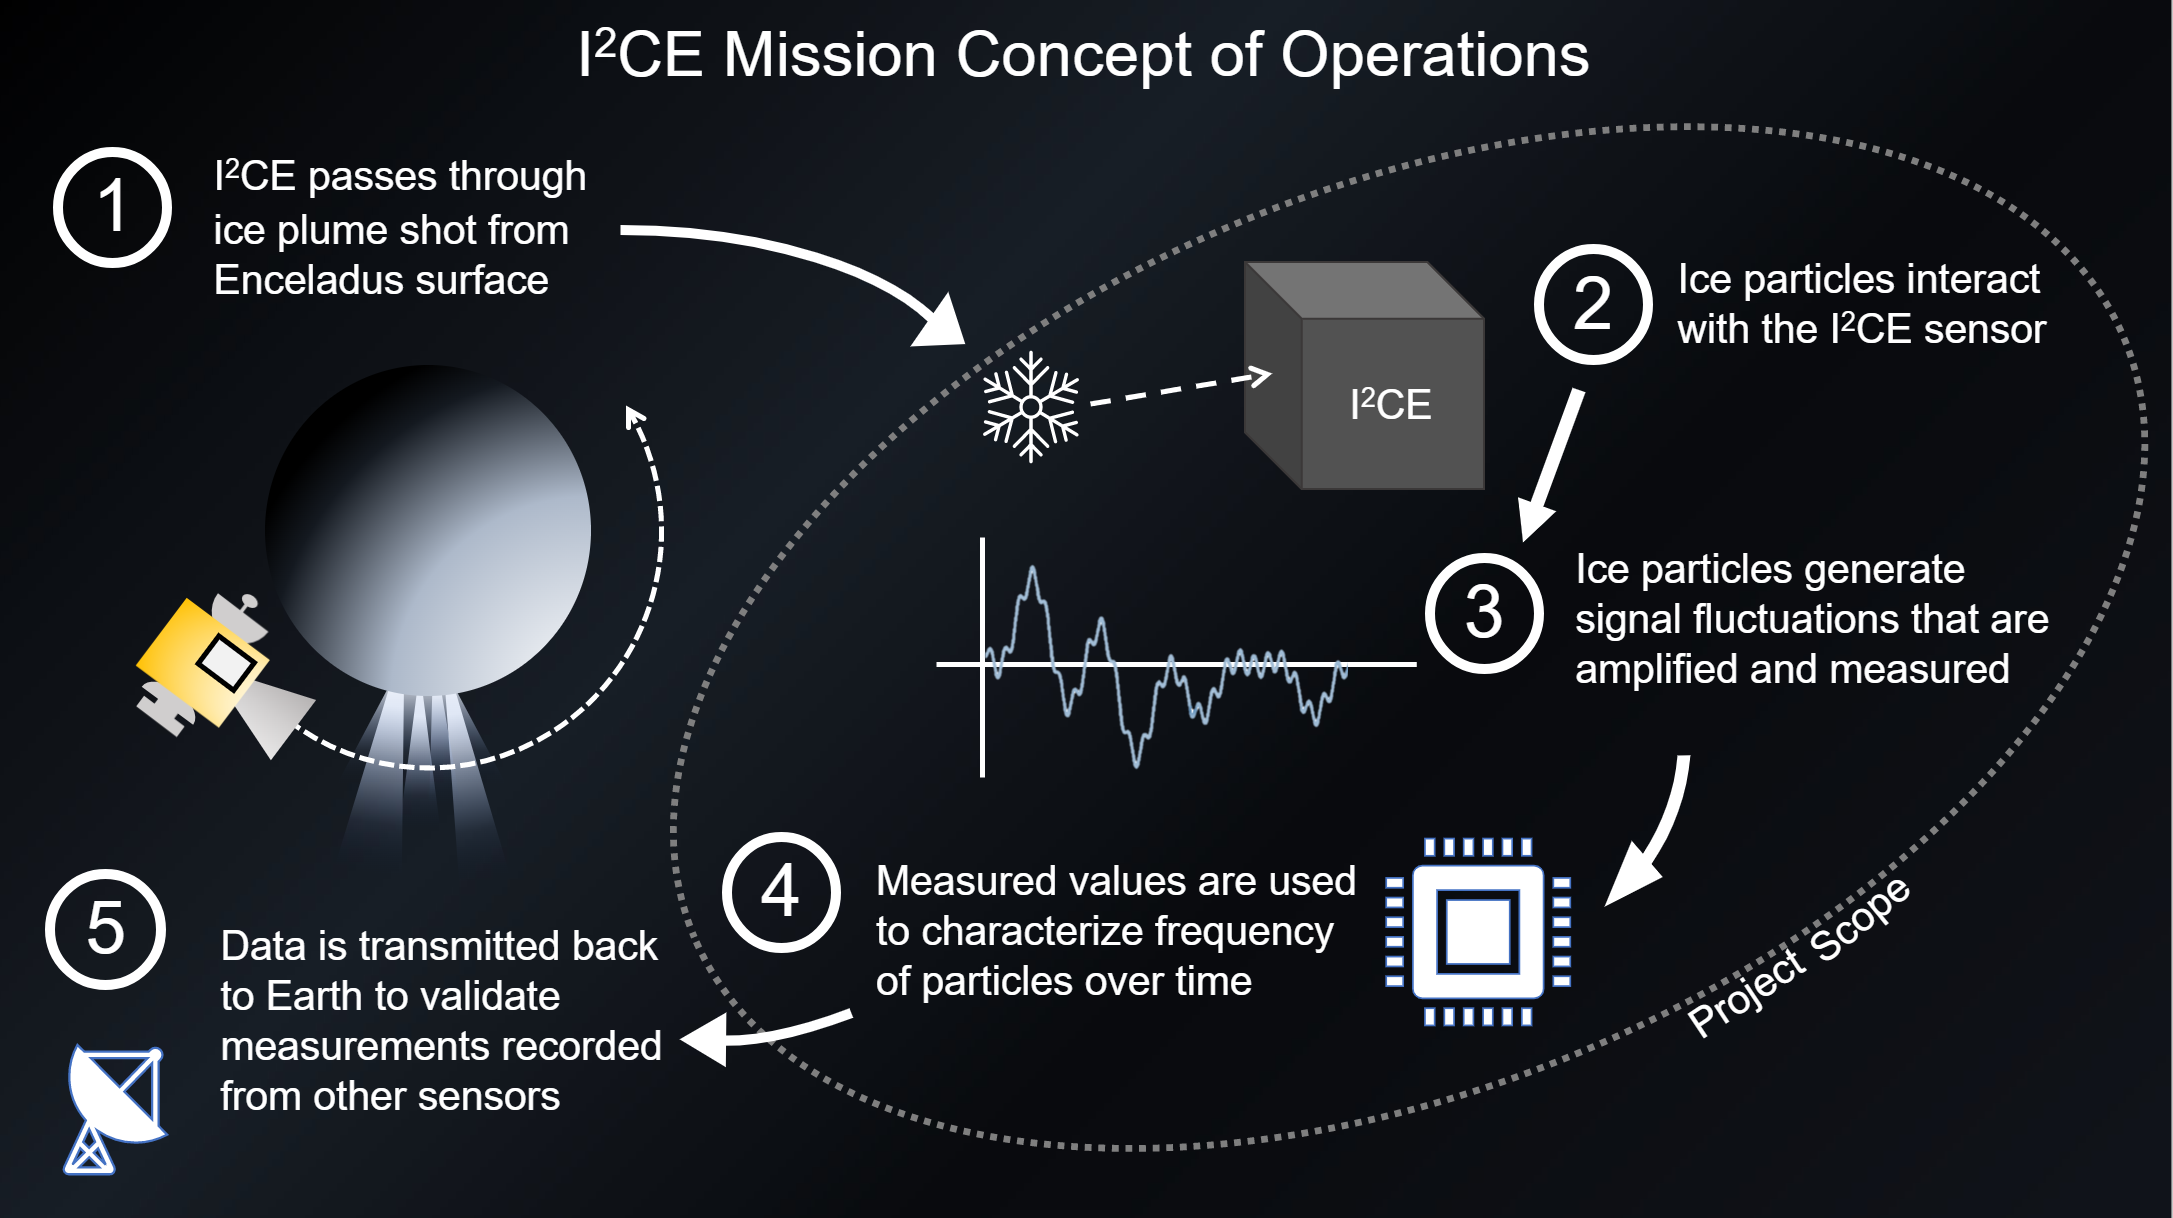 I²CE Mission Concept of Operations
1
I²CE passes through
ice plume shot from
Enceladus surface
2
Ice particles interact
with the I²CE sensor
I²CE
3
Ice particles generate
signal fluctuations that are
amplified and measured
4
Measured values are used
to characterize frequency
of particles over time
Project Scope
5
Data is transmitted back
to Earth to validate
measurements recorded
from other sensors